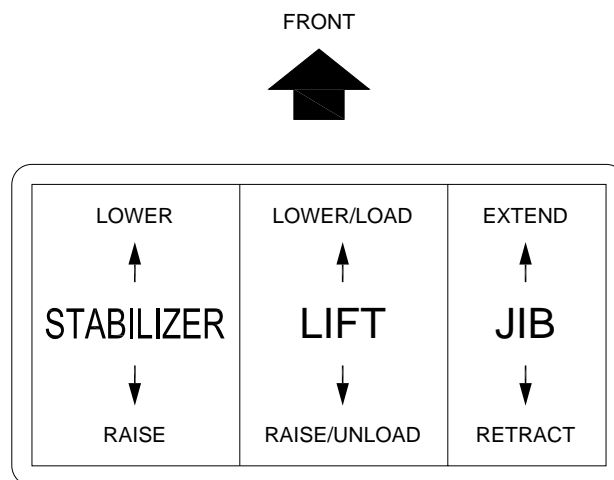 FRONT
LOWER LOWER/LOAD EXTEND
STABILIZER LIFT JIB
RAISE RAISE/UNLOAD RETRACT